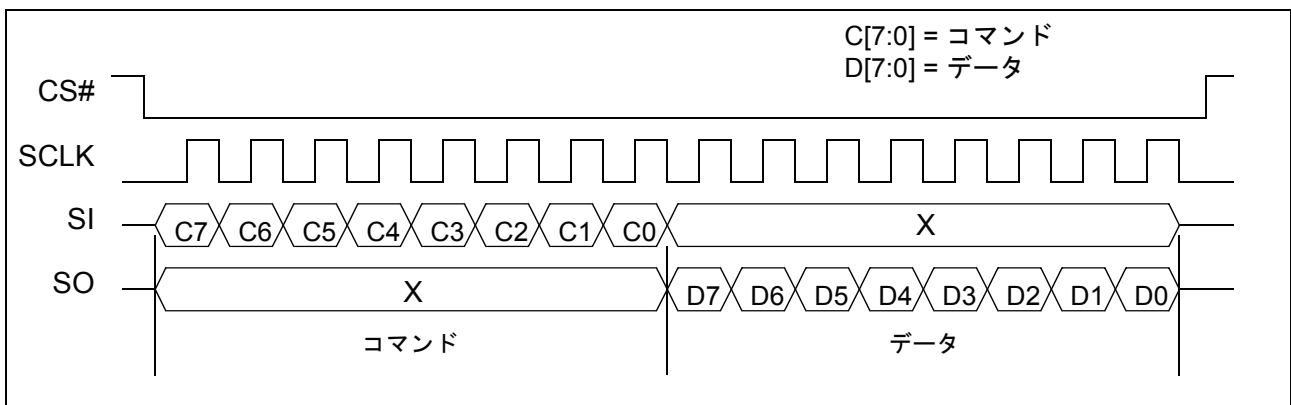 C[7:0] = コマンド
D[7:0] = データ
CS#
SCLK
SI C7 C6 C5 C4 C3 C2 C1 C0 X
SO X D7 D6 D5 D4 D3 D2 D1 D0
コマンド データ